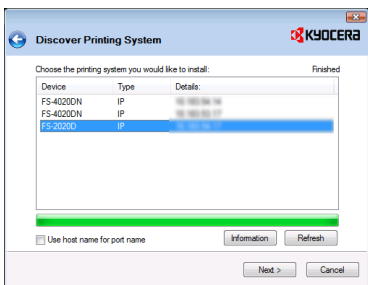 Discover Printing System
KYOCERA
Choose the printing system you would like to install: Finished
Device Type Details:
FS-4020DN IP
FS-4020DN IP
FS-2020D IP
Use host name for port name Information Refresh
Next > Cancel